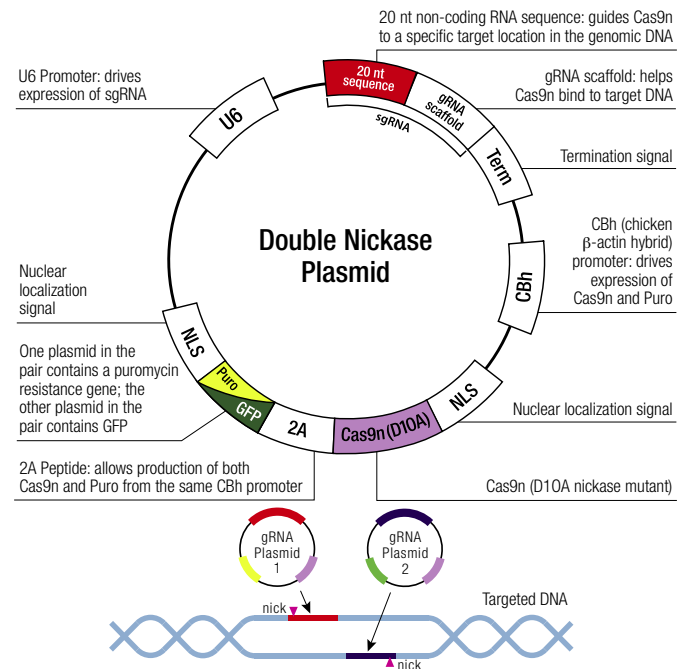 20 nt non-coding RNA sequence: guides Cas9n
to a specific target location in the genomic DNA
U6 Promoter: drives
expression of sgRNA
gRNA scaffold: helps
Cas9n bind to target DNA
20 nt
sequence
gRNA
scaffold
sgRNA
U6
Term
Termination signal
Double Nickase
Plasmid
CBh (chicken
β-actin hybrid)
promoter: drives
expression of
Cas9n and Puro
CBh
Nuclear
localization
signal
NLS
One plasmid in the
pair contains a puromycin
resistance gene; the
other plasmid in the
pair contains GFP
Puro
GFP
2A
Cas9n (D10A)
NLS
Nuclear localization signal
2A Peptide: allows production of both
Cas9n and Puro from the same CBh promoter
Cas9n (D10A nickase mutant)
gRNA
Plasmid
1
gRNA
Plasmid
2
Targeted DNA
nick
nick